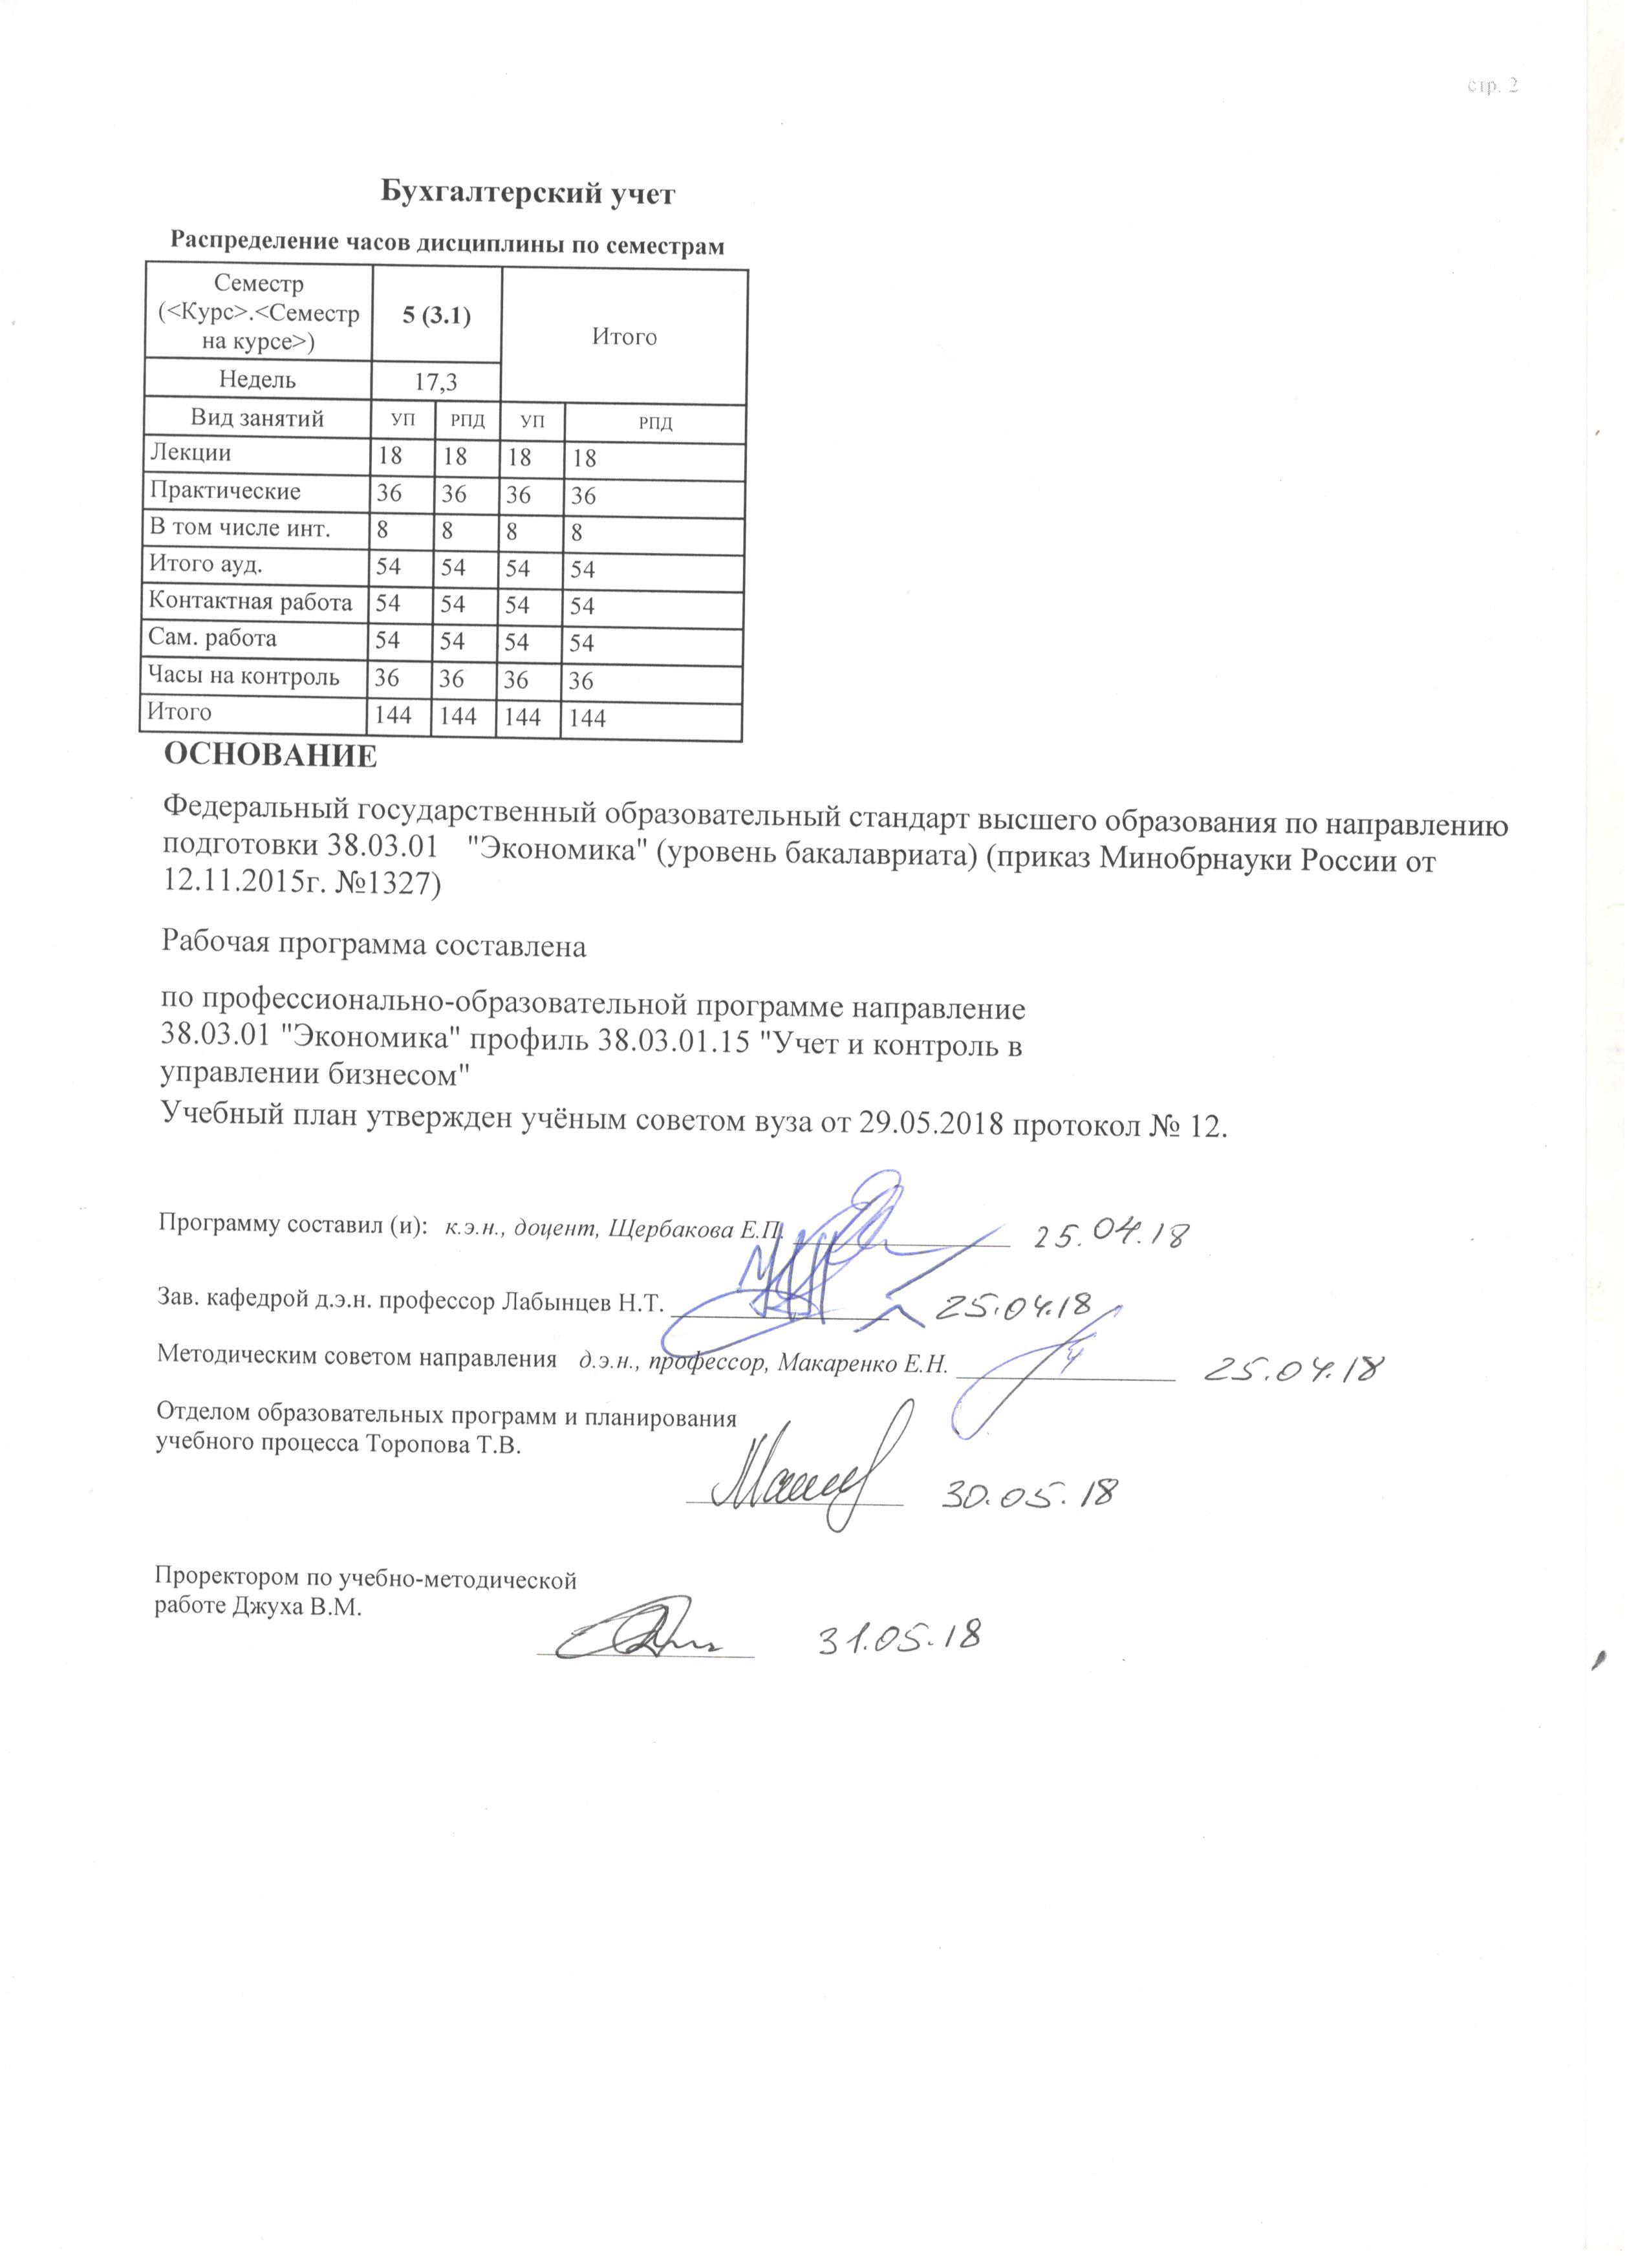 стр. 2
Бухгалтерский учет
Распределение часов дисциплины по семестрам
Семестр (<Курс>.<Семестр на курсе>) 5 (3.1) Итого
Недель 17,3
Вид занятий УП РПД УП РПД
Лекции 18 18 18 18
Практические 36 36 36 36
В том числе инт. 8 8 8 8
Итого ауд. 54 54 54 54
Контактная работа 54 54 54 54
Сам. работа 54 54 54 54
Часы на контроль 36 36 36 36
Итого 144 144 144 144
ОСНОВАНИЕ
Федеральный государственный образовательный стандарт высшего образования по направлению
подготовки 38.03.01 "Экономика" (уровень бакалавриата) (приказ Минобрнауки России от
12.11.2015г. №1327)
Рабочая программа составлена
по профессионально-образовательной программе направление
38.03.01 "Экономика" профиль 38.03.01.15 "Учет и контроль в
управлении бизнесом"
Учебный план утвержден учёным советом вуза от 29.05.2018 протокол № 12.
Программу составил (и): к.э.н., доцент, Щербакова Е.П. 25.04.18
Зав. кафедрой д.э.н. профессор Лабынцев Н.Т. 25.04.18
Методическим советом направления д.э.н., профессор, Макаренко Е.Н. 25.04.18
Отделом образовательных программ и планирования
учебного процесса Торопова Т.В.
30.05.18
Проректором по учебно-методической
работе Джуха В.М.
31.05.18